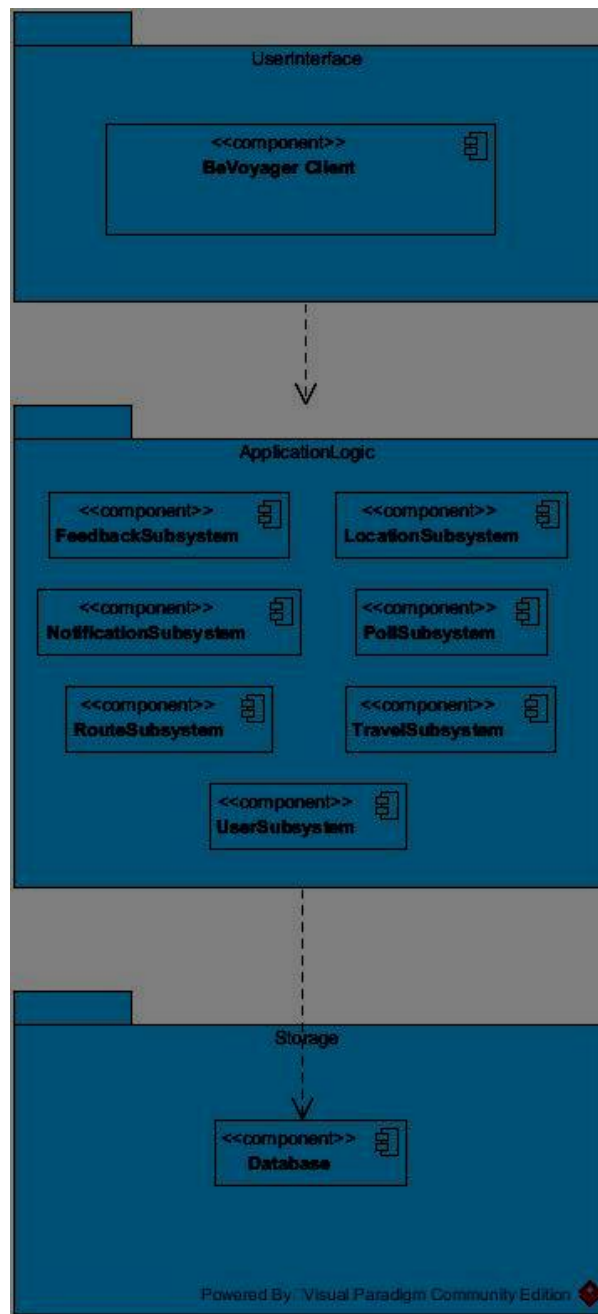 UserInterface
<<component>>
BeVoyager Client
ApplicationLogic
<<component>>
FeedbackSubsystem
<<component>>
LocationSubsystem
<<component>>
NotificationSubsystem
<<component>>
PollSubsystem
<<component>>
RouteSubsystem
<<component>>
TravelSubsystem
<<component>>
UserSubsystem
Storage
<<component>>
Database
Powered By Visual Paradigm Community Edition